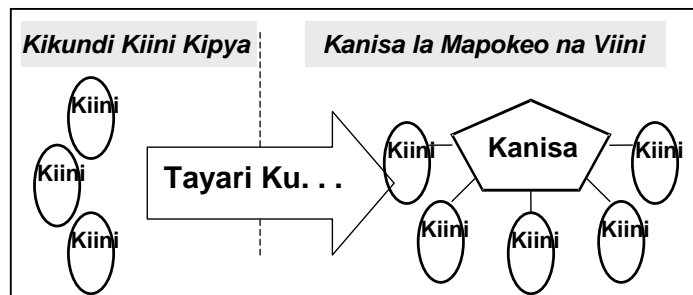 Kikundi Kiini Kipya
Kanisa la Mapokeo na Viini
Kiini
Kiini
Kiini
Tayari Ku. . .
Kiini
Kanisa
Kiini
Kiini
Kiini
Kiini